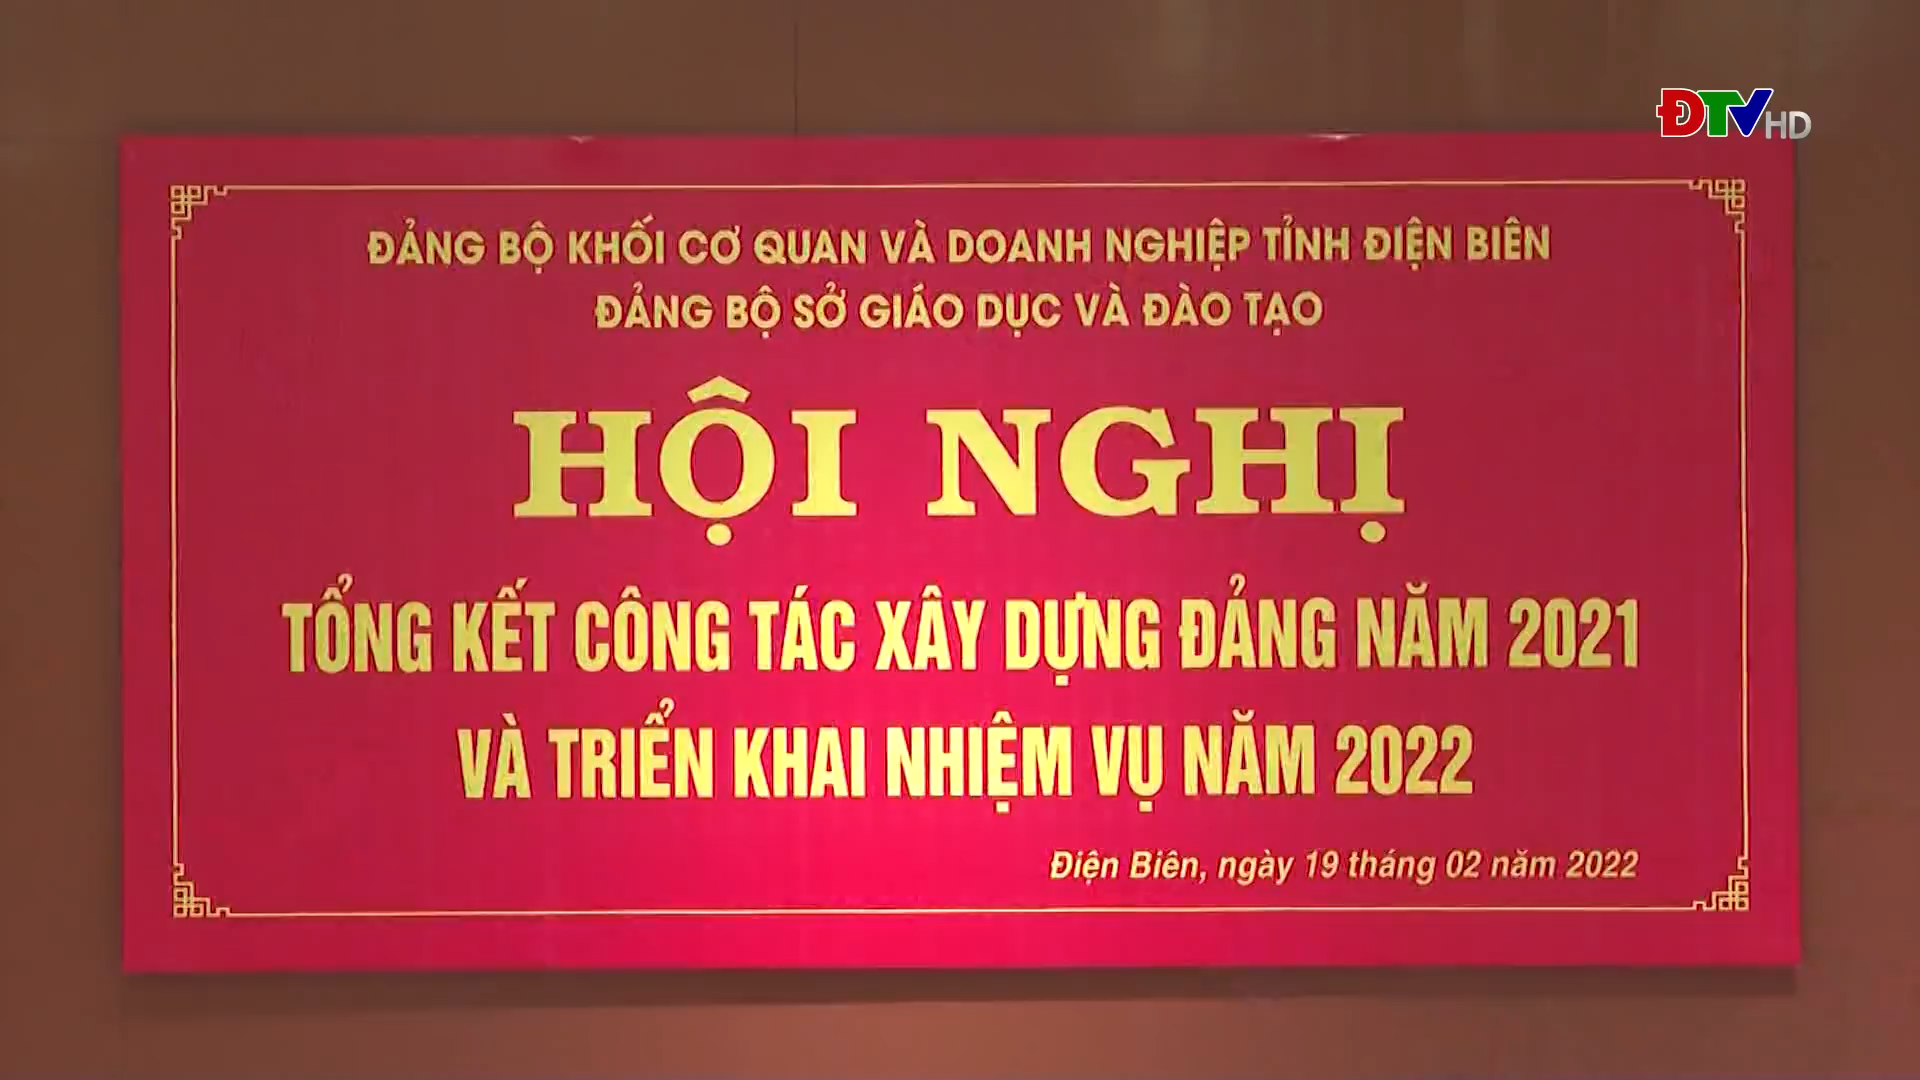 ĐTV HD
ĐẢNG BỘ KHỐI CƠ QUAN VÀ DOANH NGHIỆP TỈNH ĐIỆN BIÊN
ĐẢNG BỘ SỞ GIÁO DỤC VÀ ĐÀO TẠO
HỘI NGHỊ
TỔNG KẾT CÔNG TÁC XÂY DỰNG ĐẢNG NĂM 2021
VÀ TRIỂN KHAI NHIỆM VỤ NĂM 2022
Điện Biên, ngày 19 tháng 02 năm 2022